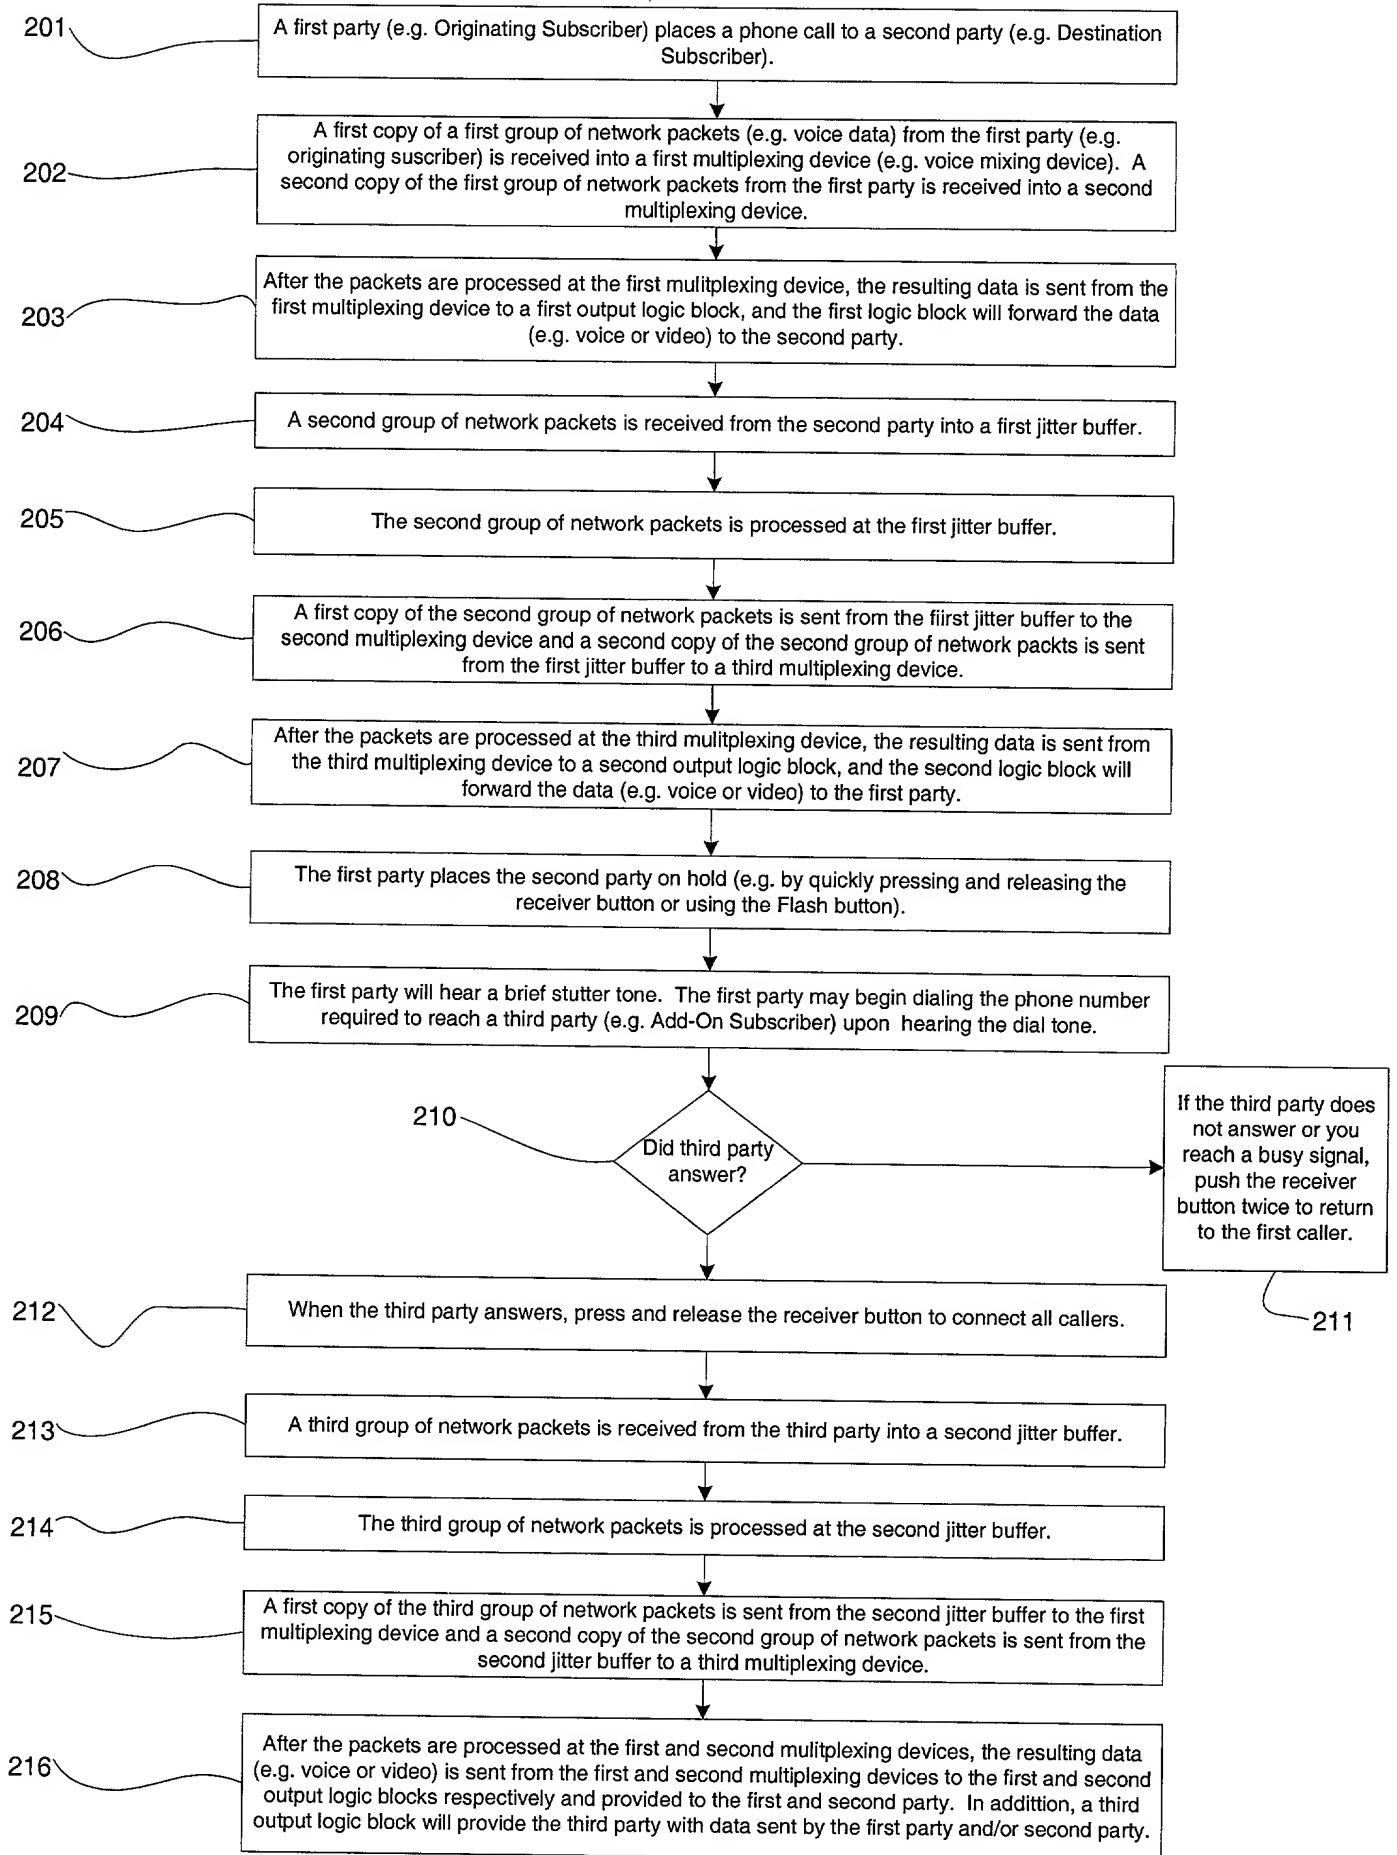 201
A first party (e.g. Originating Subscriber) places a phone call to a second party (e.g. Destination
Subscriber).
202
A first copy of a first group of network packets (e.g. voice data) from the first party (e.g.
originating suscriber) is received into a first multiplexing device (e.g. voice mixing device).  A
second copy of the first group of network packets from the first party is received into a second
multiplexing device.
203
After the packets are processed at the first mulitplexing device, the resulting data is sent from the
first multiplexing device to a first output logic block, and the first logic block will forward the data
(e.g. voice or video) to the second party.
204
A second group of network packets is received from the second party into a first jitter buffer.
205
The second group of network packets is processed at the first jitter buffer.
206
A first copy of the second group of network packets is sent from the fiirst jitter buffer to the
second multiplexing device and a second copy of the second group of network packts is sent
from the first jitter buffer to a third multiplexing device.
207
After the packets are processed at the third mulitplexing device, the resulting data is sent from
the third multiplexing device to a second output logic block, and the second logic block will
forward the data (e.g. voice or video) to the first party.
208
The first party places the second party on hold (e.g. by quickly pressing and releasing the
receiver button or using the Flash button).
209
The first party will hear a brief stutter tone.  The first party may begin dialing the phone number
required to reach a third party (e.g. Add-On Subscriber) upon  hearing the dial tone.
210
Did third party
answer?
If the third party does
not answer or you
reach a busy signal,
push the receiver
button twice to return
to the first caller.
211
212
When the third party answers, press and release the receiver button to connect all callers.
213
A third group of network packets is received from the third party into a second jitter buffer.
214
The third group of network packets is processed at the second jitter buffer.
215
A first copy of the third group of network packets is sent from the second jitter buffer to the first
multiplexing device and a second copy of the second group of network packets is sent from the
second jitter buffer to a third multiplexing device.
216
After the packets are processed at the first and second mulitplexing devices, the resulting data
(e.g. voice or video) is sent from the first and second multiplexing devices to the first and second
output logic blocks respectively and provided to the first and second party.  In addittion, a third
output logic block will provide the third party with data sent by the first party and/or second party.